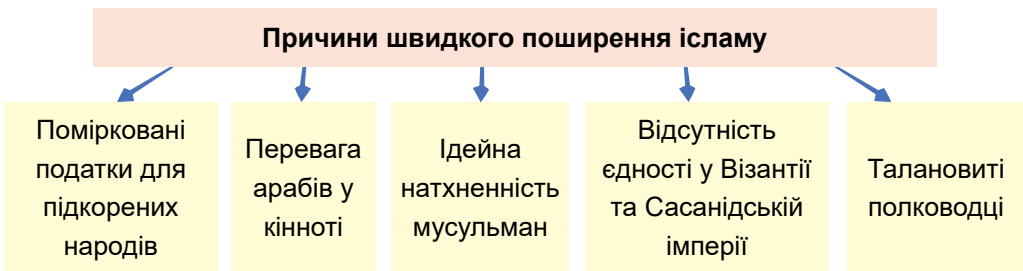 Причини швидкого поширення ісламу
Помірковані
податки для
підкорених
народів
Перевага
арабів у
кінноті
Ідейна
натхненність
мусульман
Відсутність
єдності у Візантії
та Сасанідській
імперії
Талановиті
полководці